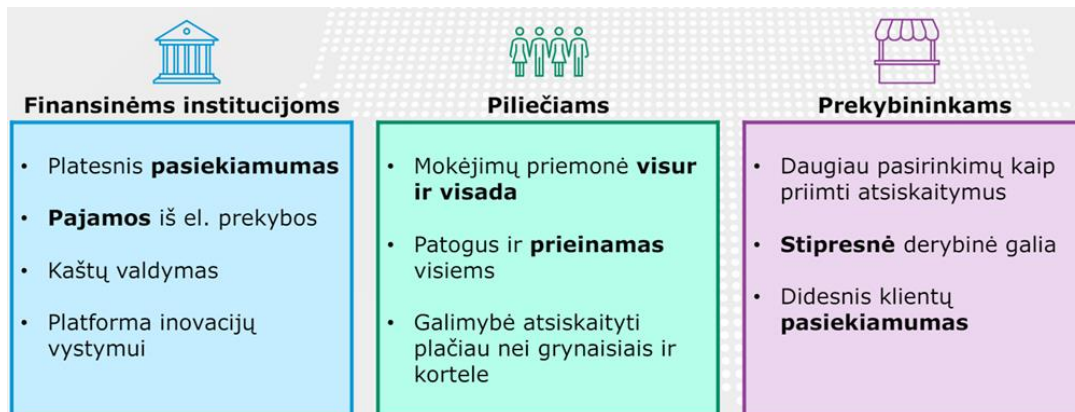 Finansinėms institucijoms
• Platesnis pasiekiamumas
• Pajamos iš el. prekybos
• Kaštų valdymas
• Platforma inovacijų
vystymui
Piliečiams
• Mokėjimų priemonė visur
ir visada
• Patogus ir prieinamas
visiems
• Galimybė atsiskaityti
plačiau nei grynaisiais ir
kortele
Prekybininkams
• Daugiau pasirinkimų kaip
priimti atsiskaitymus
• Stipresnė derybinė galia
• Didesnis klientų
pasiekiamumas